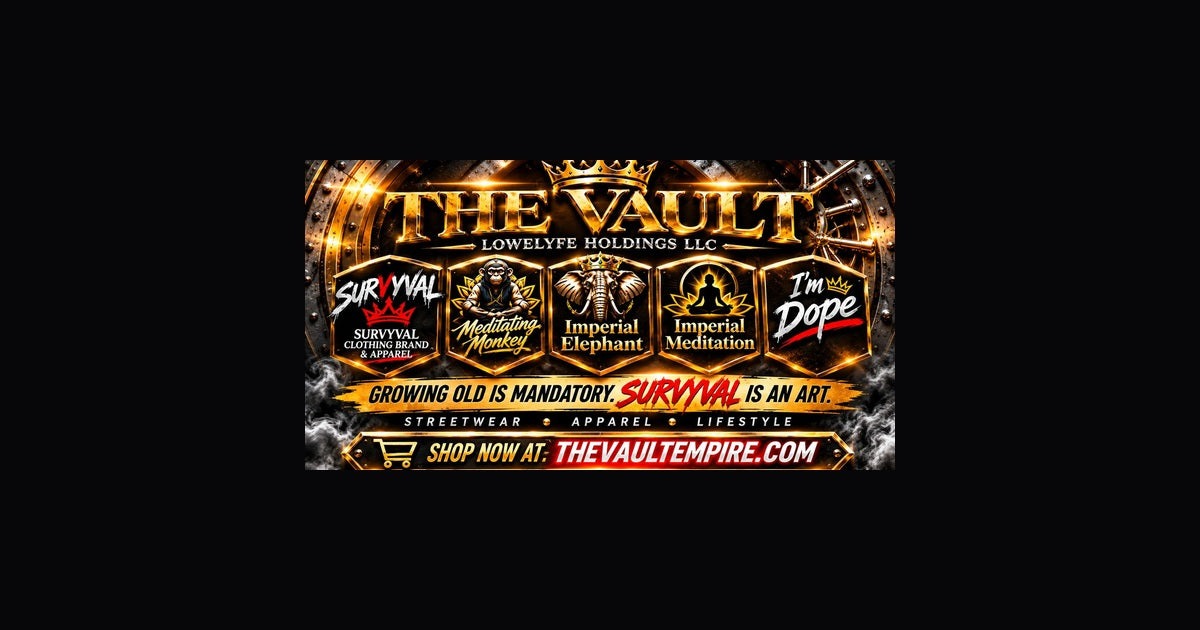 THE VAULT
LOWELYFE HOLDINGS LLC
SURVYVAL
SURVYVAL
CLOTHING BRAND
& APPAREL
Meditating
Monkey
Imperial
Elephant
Imperial
Meditation
I'm
Dope
GROWING OLD IS MANDATORY. SURVYVAL IS AN ART.
STREETWEAR • APPAREL • LIFESTYLE
SHOP NOW AT: THEVAULTEMPIRE.COM